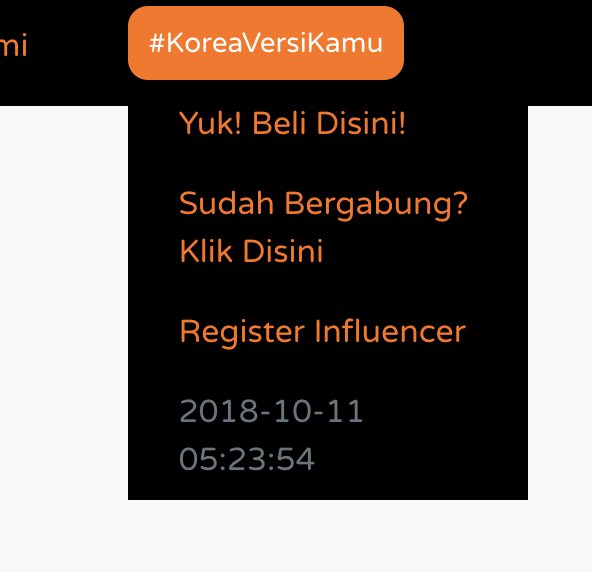 mi
#KoreaVersiKamu
Yuk! Beli Disini!
Sudah Bergabung?
Klik Disini
Register Influencer
2018-10-11
05:23:54